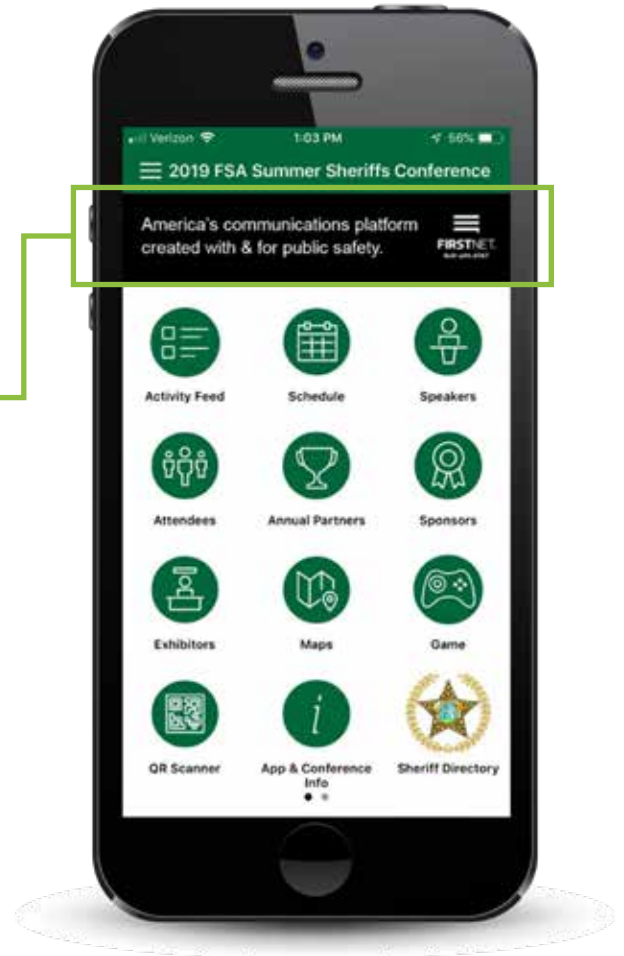 Verizon 1:03 PM 56%
2019 FSA Summer Sheriffs Conference
America's communications platform
created with & for public safety.
FIRSTNET
Activity Feed Schedule Speakers
Attendees Annual Partners Sponsors
Exhibitors Maps Game
QR Scanner App & Conference Sheriff Directory
Info